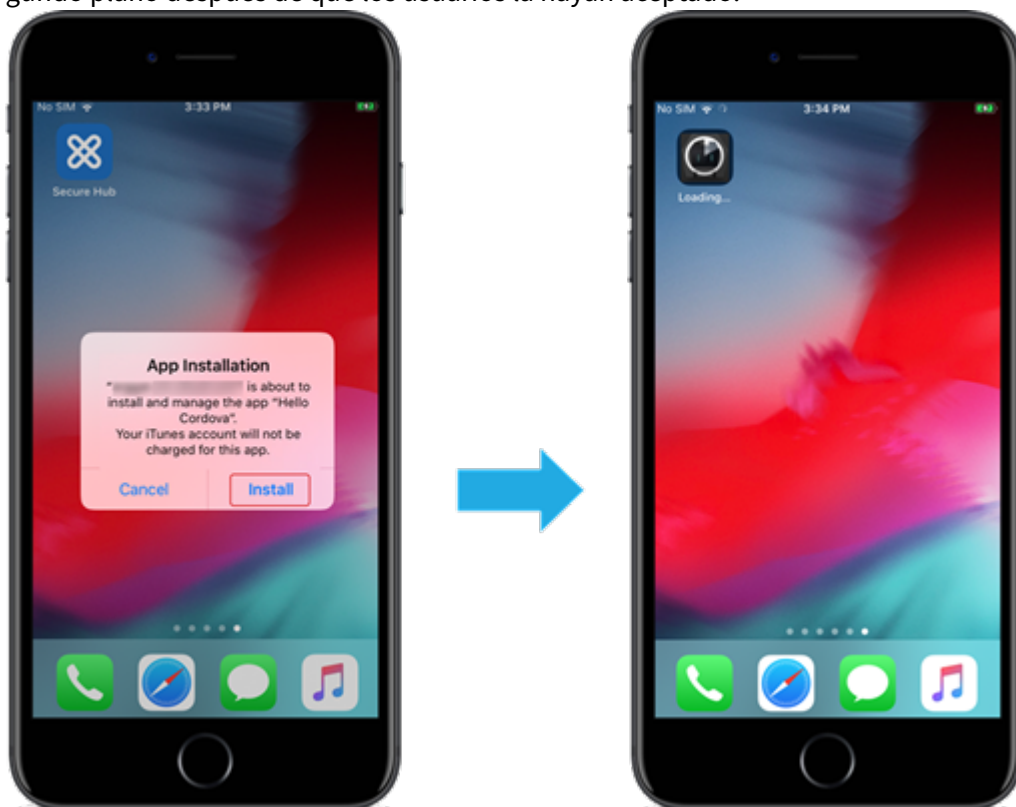 segundo plano después de que los usuarios la hayan aceptado.
No SIM 3:33 PM
Secure Hub
App Installation
" is about to
install and manage the app "Hello
Cordova".
Your iTunes account will not be
charged for this app.
Cancel Install
No SIM 3:34 PM
Loading...